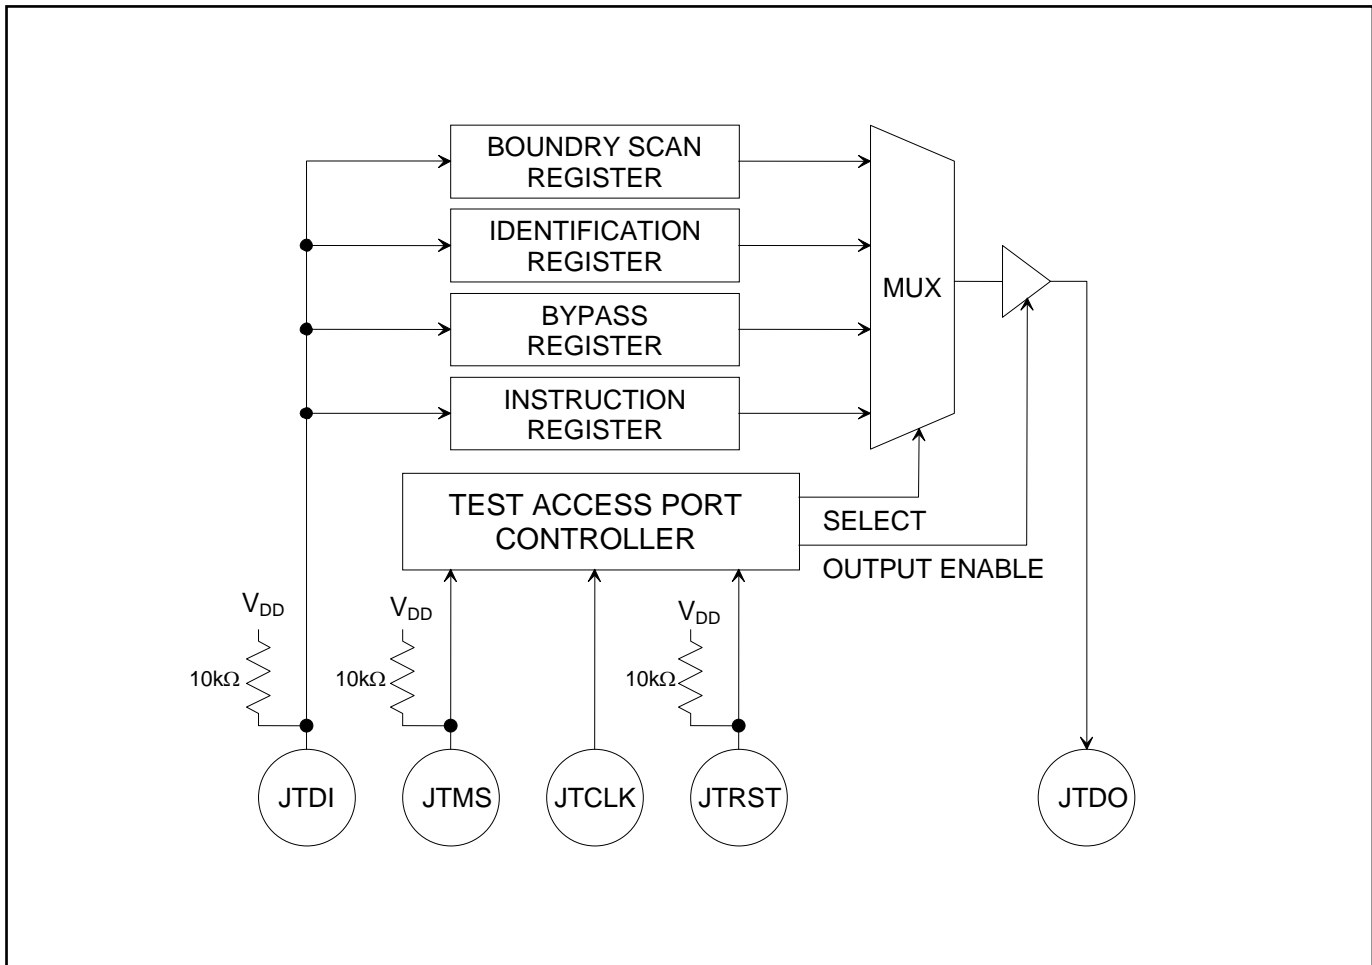 BOUNDRY SCAN
REGISTER
IDENTIFICATION
REGISTER
BYPASS
REGISTER
INSTRUCTION
REGISTER
MUX
TEST ACCESS PORT
CONTROLLER
SELECT
OUTPUT ENABLE
VDD
10kΩ
VDD
10kΩ
VDD
10kΩ
JTDI
JTMS
JTCLK
JTRST
JTDO